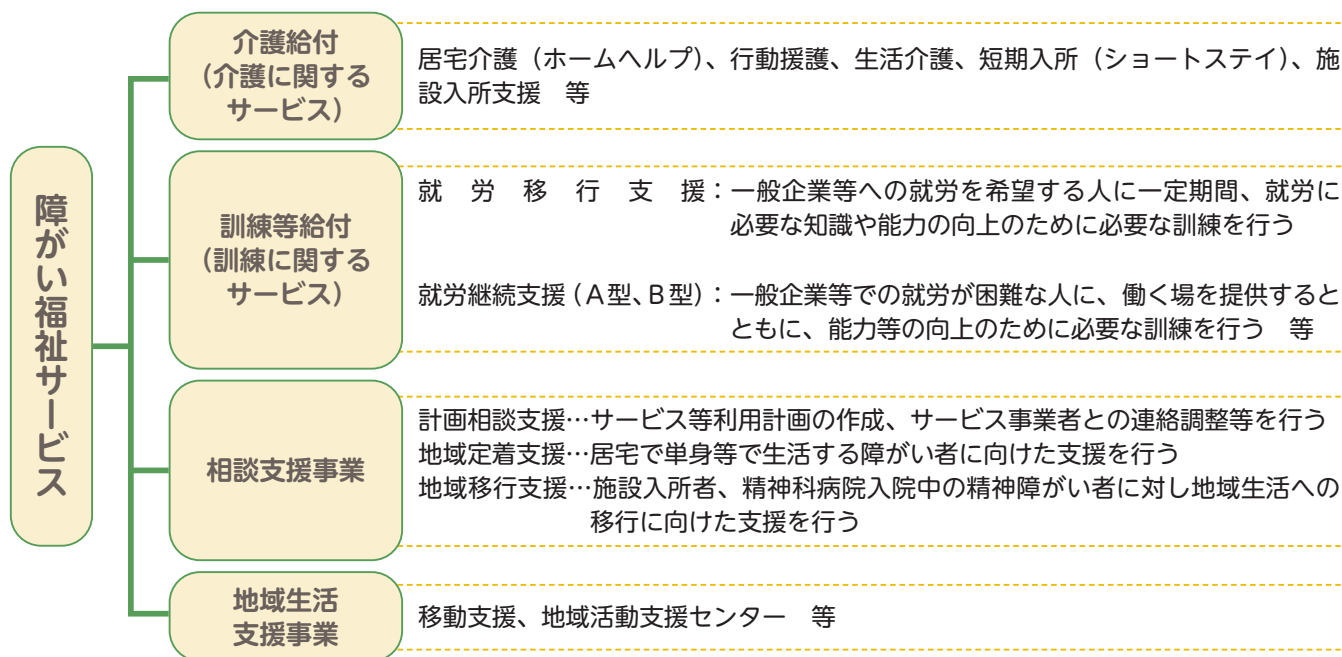 障がい福祉サービス
介護給付
（介護に関する
サービス）
居宅介護（ホームヘルプ）、行動援護、生活介護、短期入所（ショートステイ）、施
設入所支援　等
訓練等給付
（訓練に関する
サービス）
就労移行支援：一般企業等への就労を希望する人に一定期間、就労に
必要な知識や能力の向上のために必要な訓練を行う
就労継続支援（A型、B型）：一般企業等での就労が困難な人に、働く場を提供すると
ともに、能力等の向上のために必要な訓練を行う　等
相談支援事業
計画相談支援…サービス等利用計画の作成、サービス事業者との連絡調整等を行う
地域定着支援…居宅で単身等で生活する障がい者に向けた支援を行う
地域移行支援…施設入所者、精神科病院入院中の精神障がい者に対し地域生活への
移行に向けた支援を行う
地域生活
支援事業
移動支援、地域活動支援センター　等